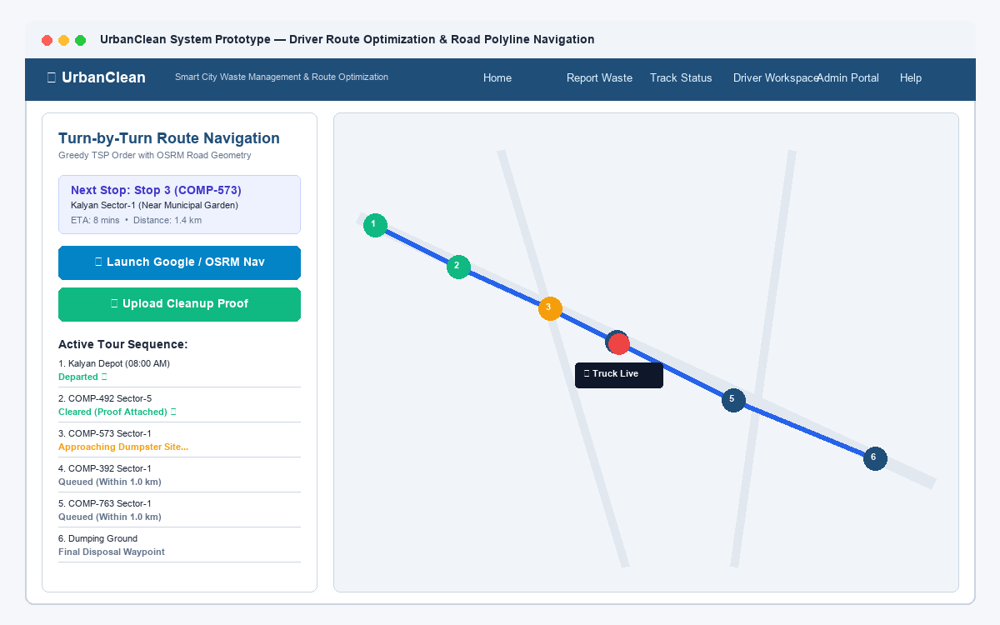 UrbanClean System Prototype — Driver Route Optimization & Road Polyline Navigation
UrbanClean
Smart City Waste Management & Route Optimization
Home
Report Waste
Track Status
Driver Workspace
Admin Portal
Help
Turn-by-Turn Route Navigation
Greedy TSP Order with OSRM Road Geometry
Next Stop: Stop 3 (COMP-573)
Kalyan Sector-1 (Near Municipal Garden)
ETA: 8 mins • Distance: 1.4 km
Launch Google / OSRM Nav
Upload Cleanup Proof
Active Tour Sequence:
1. Kalyan Depot (08:00 AM)
Departed
2. COMP-492 Sector-5
Cleared (Proof Attached)
3. COMP-573 Sector-1
Approaching Dumpster Site...
4. COMP-392 Sector-1
Queued (Within 1.0 km)
5. COMP-763 Sector-1
Queued (Within 1.0 km)
6. Dumping Ground
Final Disposal Waypoint
1
2
3
Truck Live
5
6